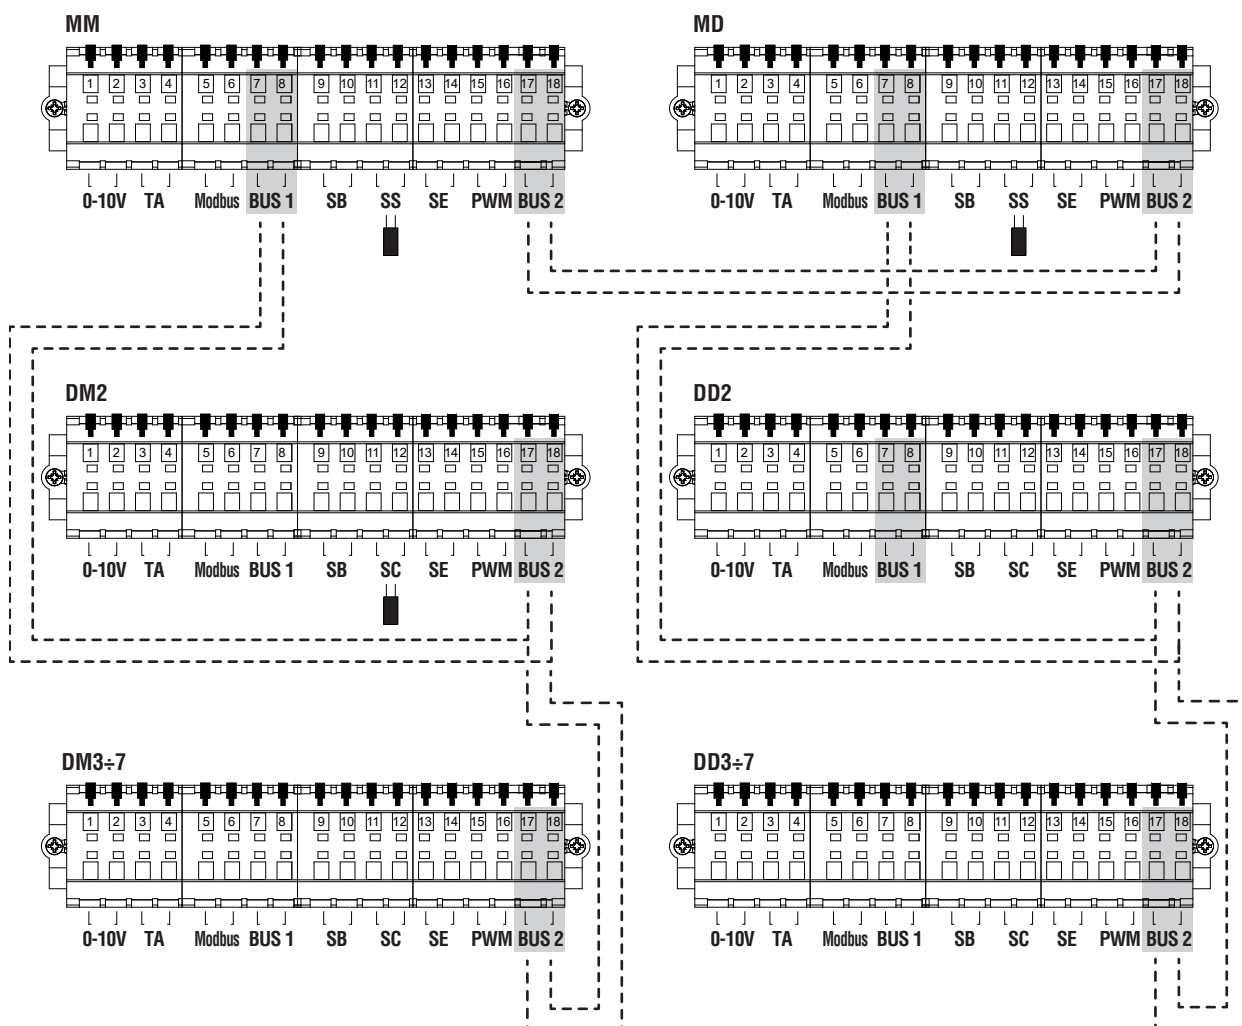 MM MD
1 2 3 4 5 6 7 8 9 10 11 12 13 14 15 16 17 18 1 2 3 4 5 6 7 8 9 10 11 12 13 14 15 16 17 18
0-10V TA Modbus BUS 1 SB SS SE PWM BUS 2 0-10V TA Modbus BUS 1 SB SS SE PWM BUS 2
DM2 DD2
1 2 3 4 5 6 7 8 9 10 11 12 13 14 15 16 17 18 1 2 3 4 5 6 7 8 9 10 11 12 13 14 15 16 17 18
0-10V TA Modbus BUS 1 SB SC SE PWM BUS 2 0-10V TA Modbus BUS 1 SB SC SE PWM BUS 2
DM3÷7 DD3÷7
1 2 3 4 5 6 7 8 9 10 11 12 13 14 15 16 17 18 1 2 3 4 5 6 7 8 9 10 11 12 13 14 15 16 17 18
0-10V TA Modbus BUS 1 SB SC SE PWM BUS 2 0-10V TA Modbus BUS 1 SB SC SE PWM BUS 2